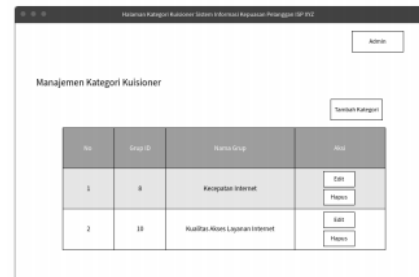 Halaman Kategori Kuisioner Sistem Informasi Kepuasan Pelanggan ISP XYZ
Admin
Manajemen Kategori Kuisioner
Tambah Kategori
No Grup ID Nama Grup Aksi
1 8 Kecepatan Internet Edit
Hapus
2 10 Kualitas Akses Layanan Internet Edit
Hapus